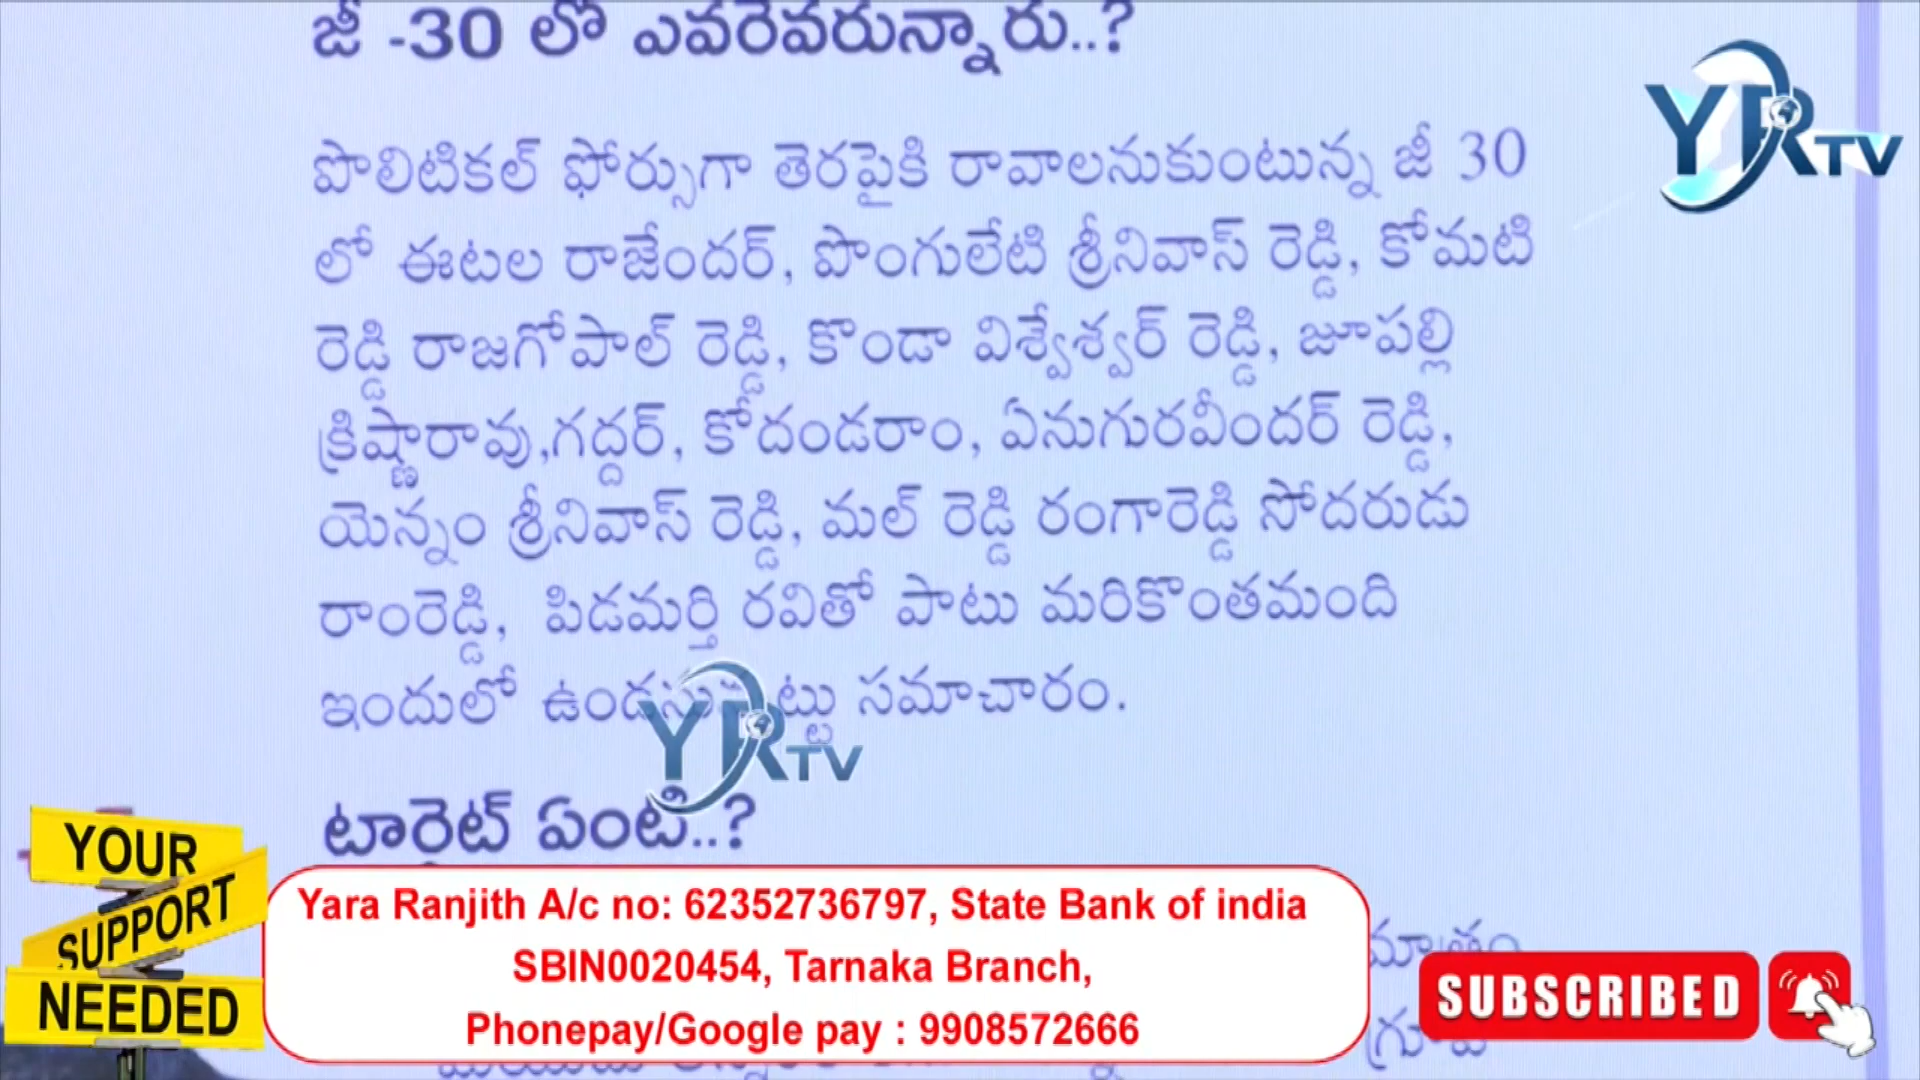 జీ -30 లో ఎవరెవరున్నారు..?
పొలిటికల్ ఫోర్సుగా తెరపైకి రావాలనుకుంటున్న జీ 30
లో ఈటల రాజేందర్, పొంగులేటి శ్రీనివాస్ రెడ్డి, కోమటి
రెడ్డి రాజగోపాల్ రెడ్డి, కొండా విశ్వేశ్వర్ రెడ్డి, జూపల్లి
క్రిష్ణారావు,గద్దర్, కోదండరాం, ఏనుగురవీందర్ రెడ్డి,
యెన్నం శ్రీనివాస్ రెడ్డి, మల్ రెడ్డి రంగారెడ్డి సోదరుడు
రాంరెడ్డి, పిడమర్తి రవితో పాటు మరికొంతమంది
ఇందులో సమాచారం.
టార్గెట్ ఏంటి..?
మాత్రం
YRTV
YRTV
YOUR
SUPPORT
NEEDED
Yara Ranjith A/c no: 62352736797, State Bank of india
SBIN0020454, Tarnaka Branch,
Phonepay/Google pay : 9908572666
SUBSCRIBED